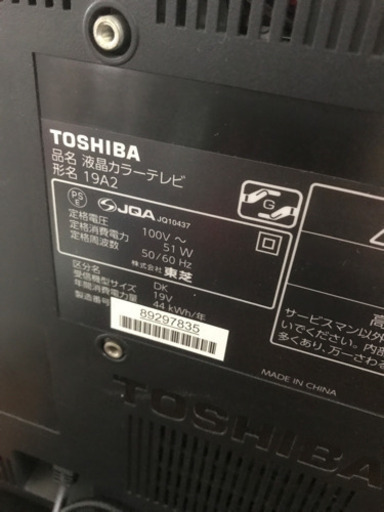 TOSHIBA
品名 液晶カラーテレビ
形名 19A2
PS E JQA JQ10437
定格電圧 100V～
定格消費電力 51W
定格周波数 50/60 Hz
株式会社 東芝
区分名 DK
受信機型サイズ 19V
年間消費電力量 44 kWh/年
製造番号
89297835
G
高
サービスマン以外
いでください。内部
多くあり、万一さわる
MADE IN CHINA
TOSHIBA